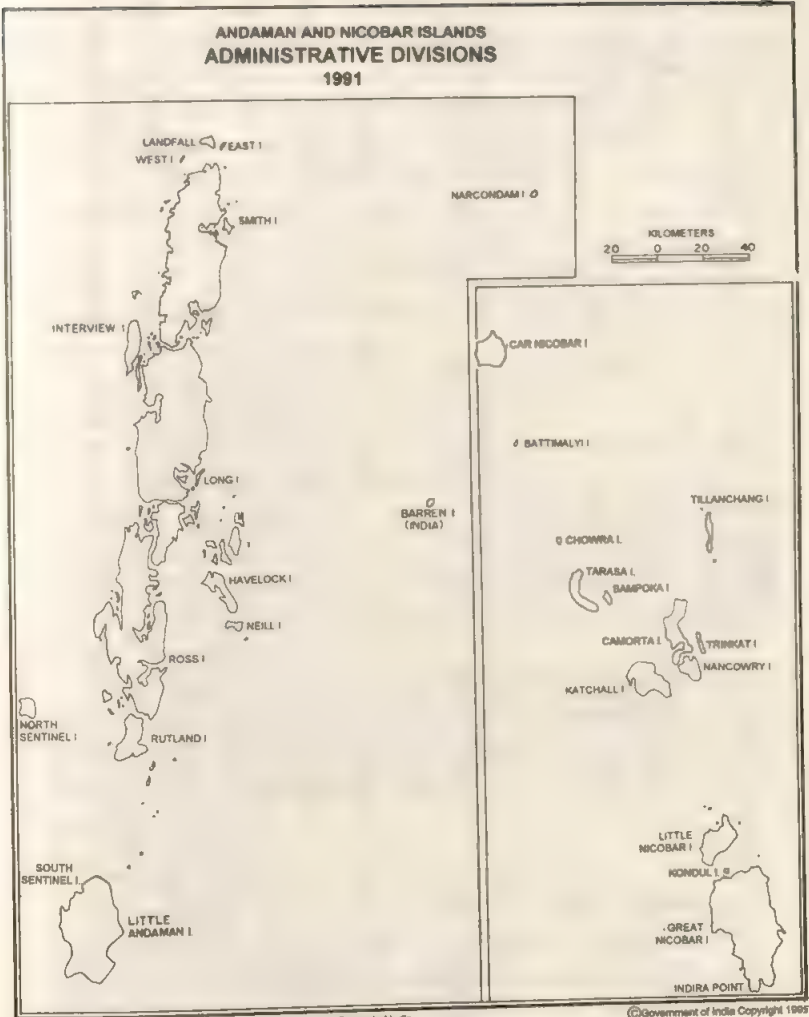 ANDAMAN AND NICOBAR ISLANDS
ADMINISTRATIVE DIVISIONS
1991
LANDFALL
EAST I
WEST I
NARCONDAM I
SMITH I
KILOMETERS
20 0 20 40
INTERVIEW I
CAR NICOBAR I
BATTIMALYI I
LONG I
TILLANCHANG I
BARREN I
(INDIA)
CHOWRA I.
TARASA I.
BAMPOKA I
HAVELOCK I
NEILL I
CAMORTA I.
TRINKAT I
ROSS I
NANCOWRY I
KATCHALL I
NORTH
SENTINEL I
RUTLAND I
LITTLE
NICOBAR I
SOUTH
SENTINEL I.
KONDUL I.
LITTLE
ANDAMAN I.
GREAT
NICOBAR I
INDIRA POINT
©Government of India Copyright 1995